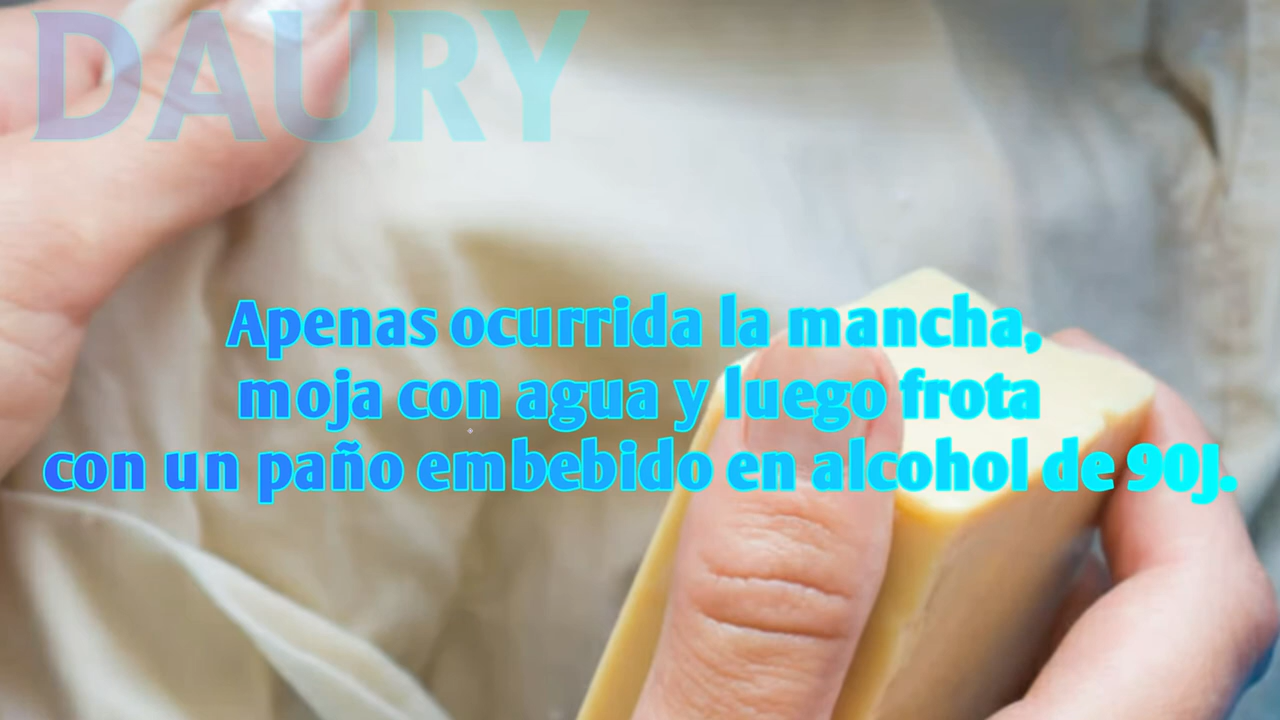 DAURY
Apenas ocurrida la mancha,
moja con agua y luego frota
con un paño embebido en alcohol de 90J.